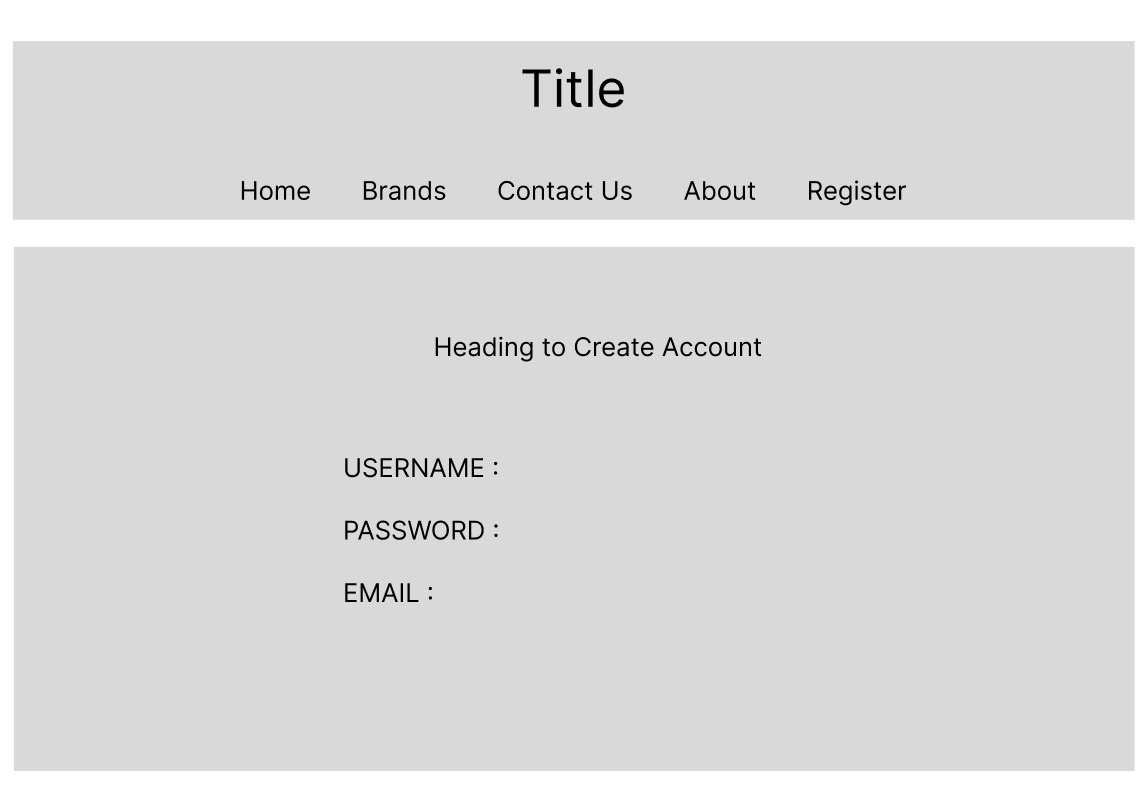 Title
Home Brands Contact Us About Register
Heading to Create Account
USERNAME :
PASSWORD :
EMAIL :